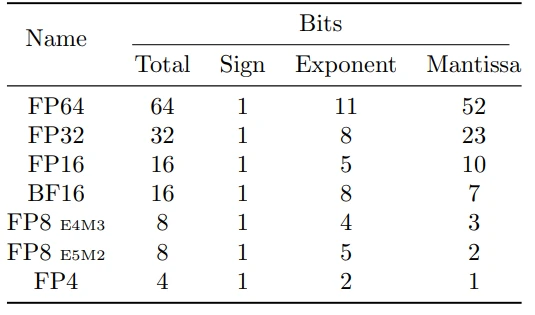 Name Bits
Total Sign Exponent Mantissa
FP64 64 1 11 52
FP32 32 1 8 23
FP16 16 1 5 10
BF16 16 1 8 7
FP8 E4M3 8 1 4 3
FP8 E5M2 8 1 5 2
FP4 4 1 2 1